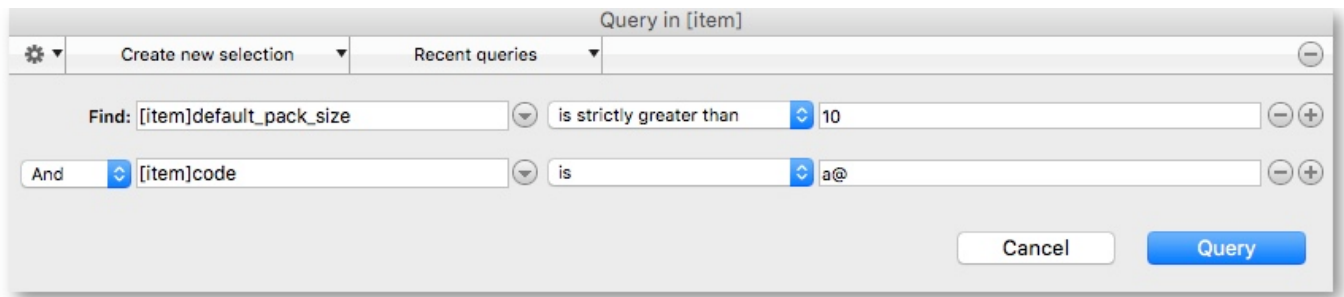 Query in [item]
Create new selection Recent queries
Find: [item]default_pack_size is strictly greater than 10
And [item]code is a@
Cancel Query